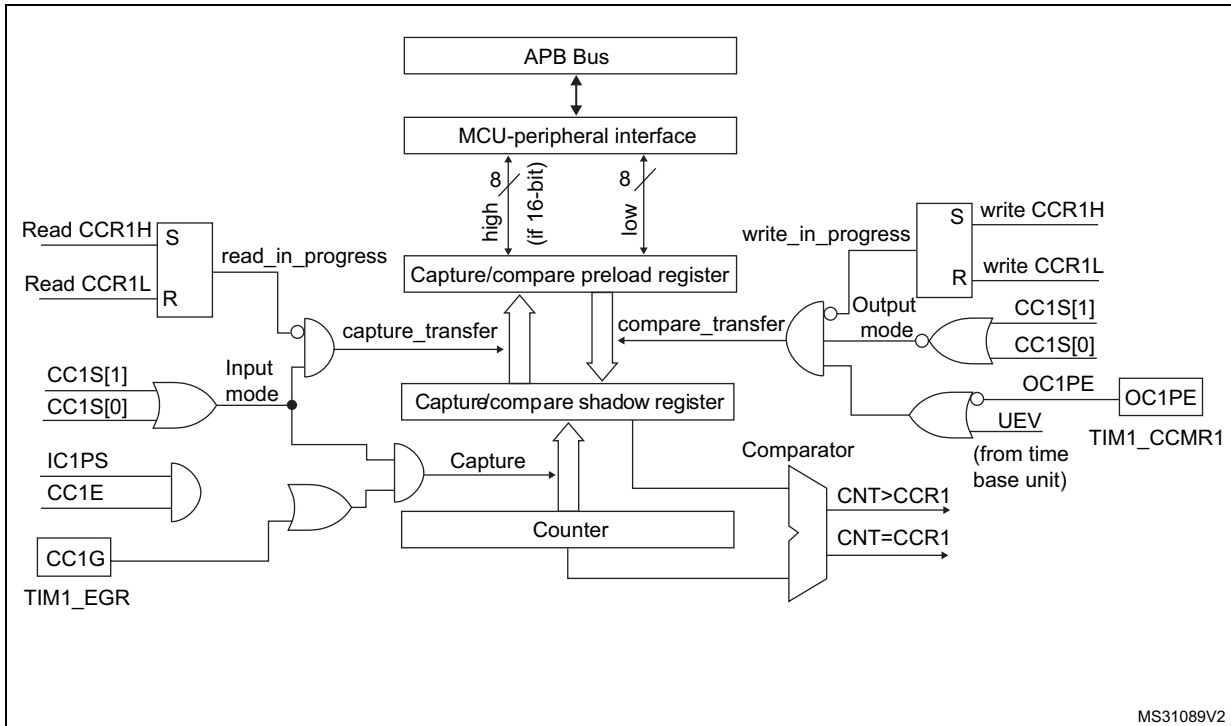 APB Bus
MCU-peripheral interface
8
8
high
(if 16-bit)
low
Read CCR1H
S
Read CCR1L
R
read_in_progress
write_in_progress
S
write CCR1H
R
write CCR1L
Capture/compare preload register
capture_transfer
compare_transfer
Output
mode
CC1S[1]
CC1S[0]
CC1S[1]
CC1S[0]
Input
mode
Capture/compare shadow register
OC1PE
OC1PE
UEV
TIM1_CCMR1
(from time
base unit)
IC1PS
CC1E
Capture
Comparator
CNT>CCR1
Counter
CNT=CCR1
CC1G
TIM1_EGR
MS31089V2